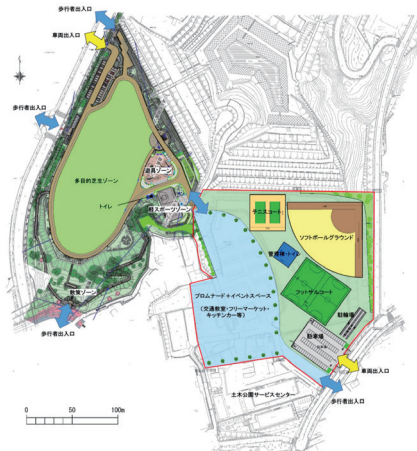 歩行者出入口
車両出入口
歩行者出入口
多目的芝生ゾーン
遊具ゾーン
トイレ
軽スポーツゾーン
散策ゾーン
歩行者出入口
テニスコート
ソフトボールグラウンド
管理棟・トイレ
フットサルコート
プロムナード＋イベントスペース
（交通教室・フリーマーケット・
キッチンカー等）
駐輪場
駐車場
車両出入口
歩行者出入口
土木公園サービスセンター
0 50 100m